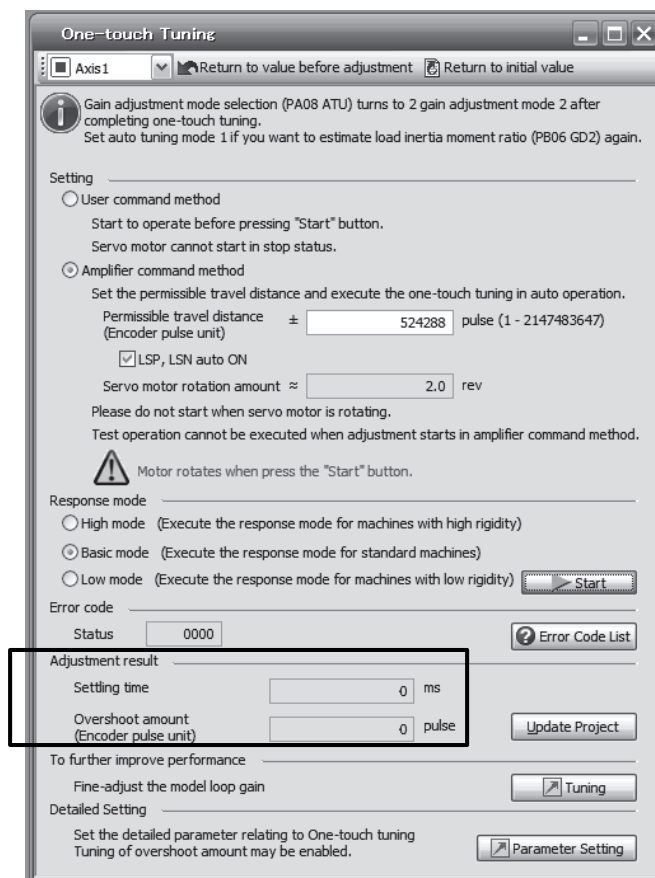 One-touch Tuning
Axis1 Return to value before adjustment Return to initial value
Gain adjustment mode selection (PA08 ATU) turns to 2 gain adjustment mode 2 after
completing one-touch tuning.
Set auto tuning mode 1 if you want to estimate load inertia moment ratio (PB06 GD2) again.
Setting
User command method
Start to operate before pressing "Start" button.
Servo motor cannot start in stop status.
Amplifier command method
Set the permissible travel distance and execute the one-touch tuning in auto operation.
Permissible travel distance
(Encoder pulse unit)
± 524288 pulse (1 - 2147483647)
LSP, LSN auto ON
Servo motor rotation amount ≈ 2.0 rev
Please do not start when servo motor is rotating.
Test operation cannot be executed when adjustment starts in amplifier command method.
Motor rotates when press the "Start" button.
Response mode
High mode (Execute the response mode for machines with high rigidity)
Basic mode (Execute the response mode for standard machines)
Low mode (Execute the response mode for machines with low rigidity) Start
Error code
Status 0000 Error Code List
Adjustment result
Settling time 0 ms
Overshoot amount
(Encoder pulse unit)
0 pulse Update Project
To further improve performance
Fine-adjust the model loop gain Tuning
Detailed Setting
Set the detailed parameter relating to One-touch tuning
Tuning of overshoot amount may be enabled. Parameter Setting